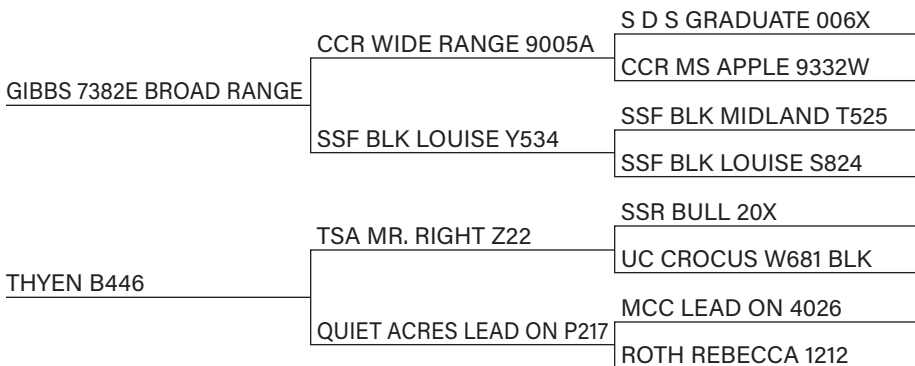 S D S GRADUATE 006X
CCR WIDE RANGE 9005A
CCR MS APPLE 9332W
GIBBS 7382E BROAD RANGE
SSF BLK MIDLAND T525
SSF BLK LOUISE Y534
SSF BLK LOUISE S824
SSR BULL 20X
TSA MR. RIGHT Z22
UC CROCUS W681 BLK
THYEN B446
MCC LEAD ON 4026
QUIET ACRES LEAD ON P217
ROTH REBECCA 1212